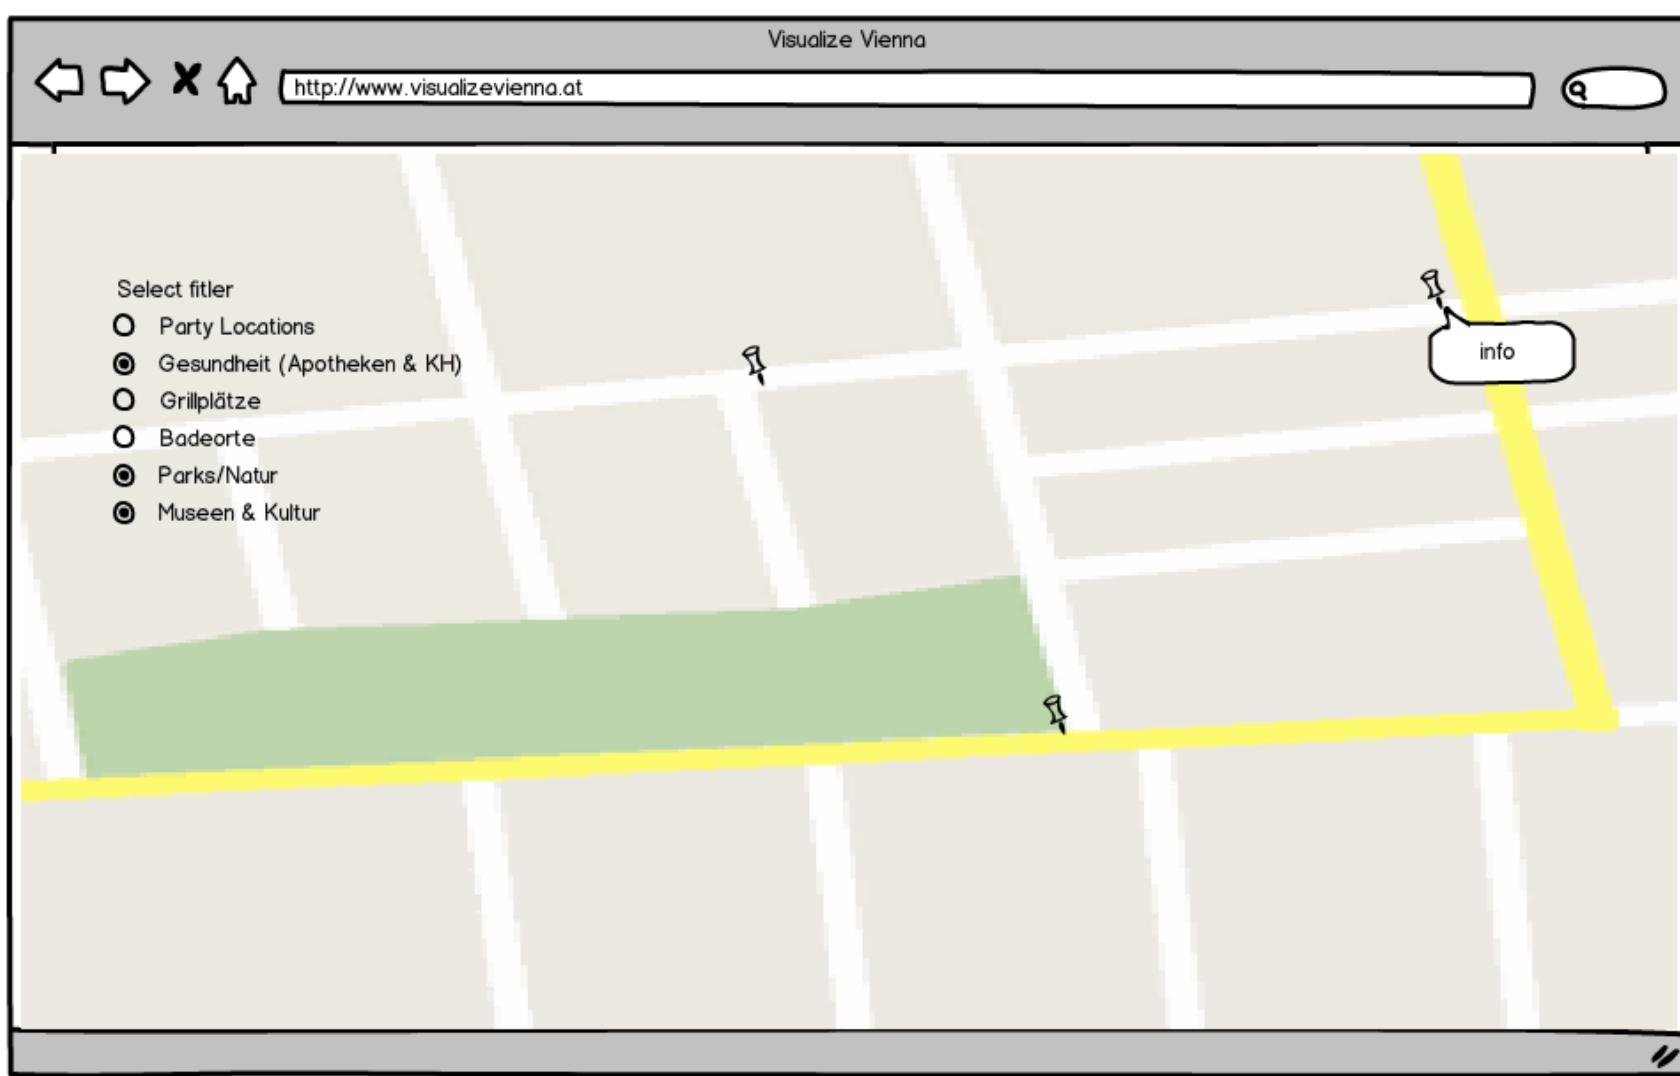 Visualize Vienna
http://www.visualizevienna.at
Select fitler
Party Locations
Gesundheit (Apotheken & KH)
Grillplätze
Badeorte
Parks/Natur
Museen & Kultur
info